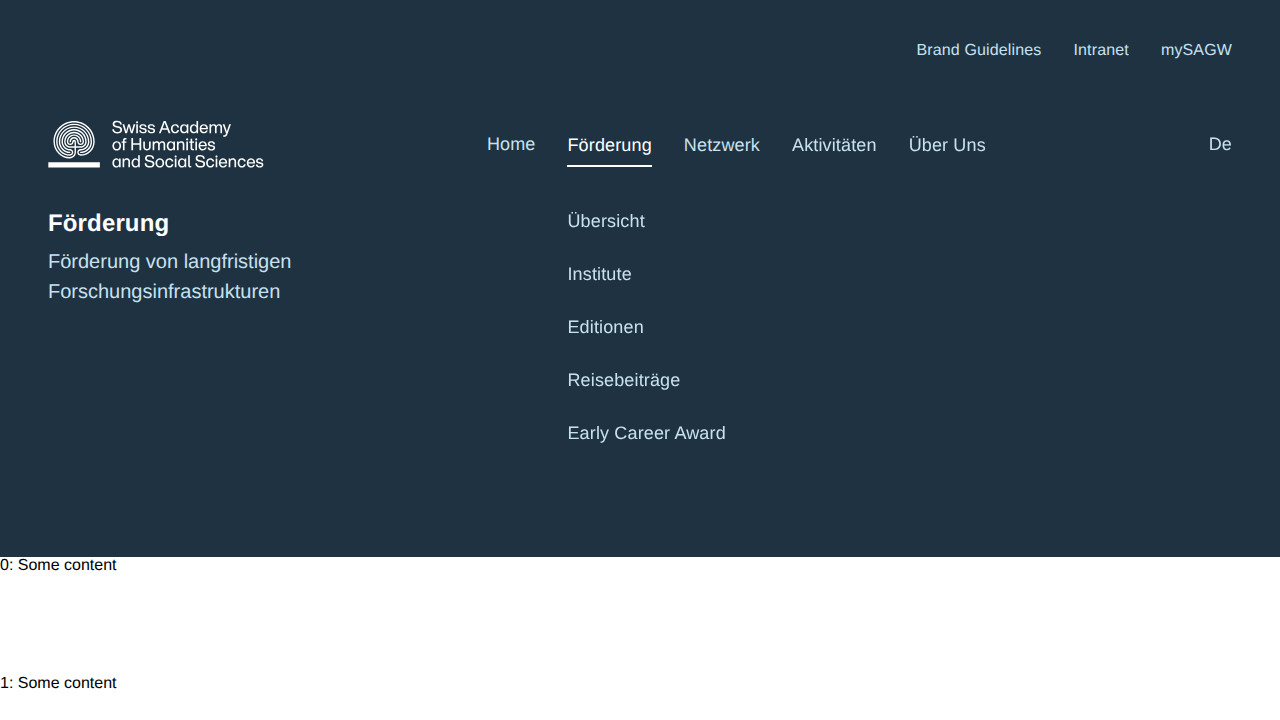 Brand Guidelines Intranet mySAGW
Swiss Academy
of Humanities
and Social Sciences
Home Förderung Netzwerk Aktivitäten Über Uns De
Förderung
Förderung von langfristigen
Forschungsinfrastrukturen
Übersicht
Institute
Editionen
Reisebeiträge
Early Career Award
0: Some content
1: Some content